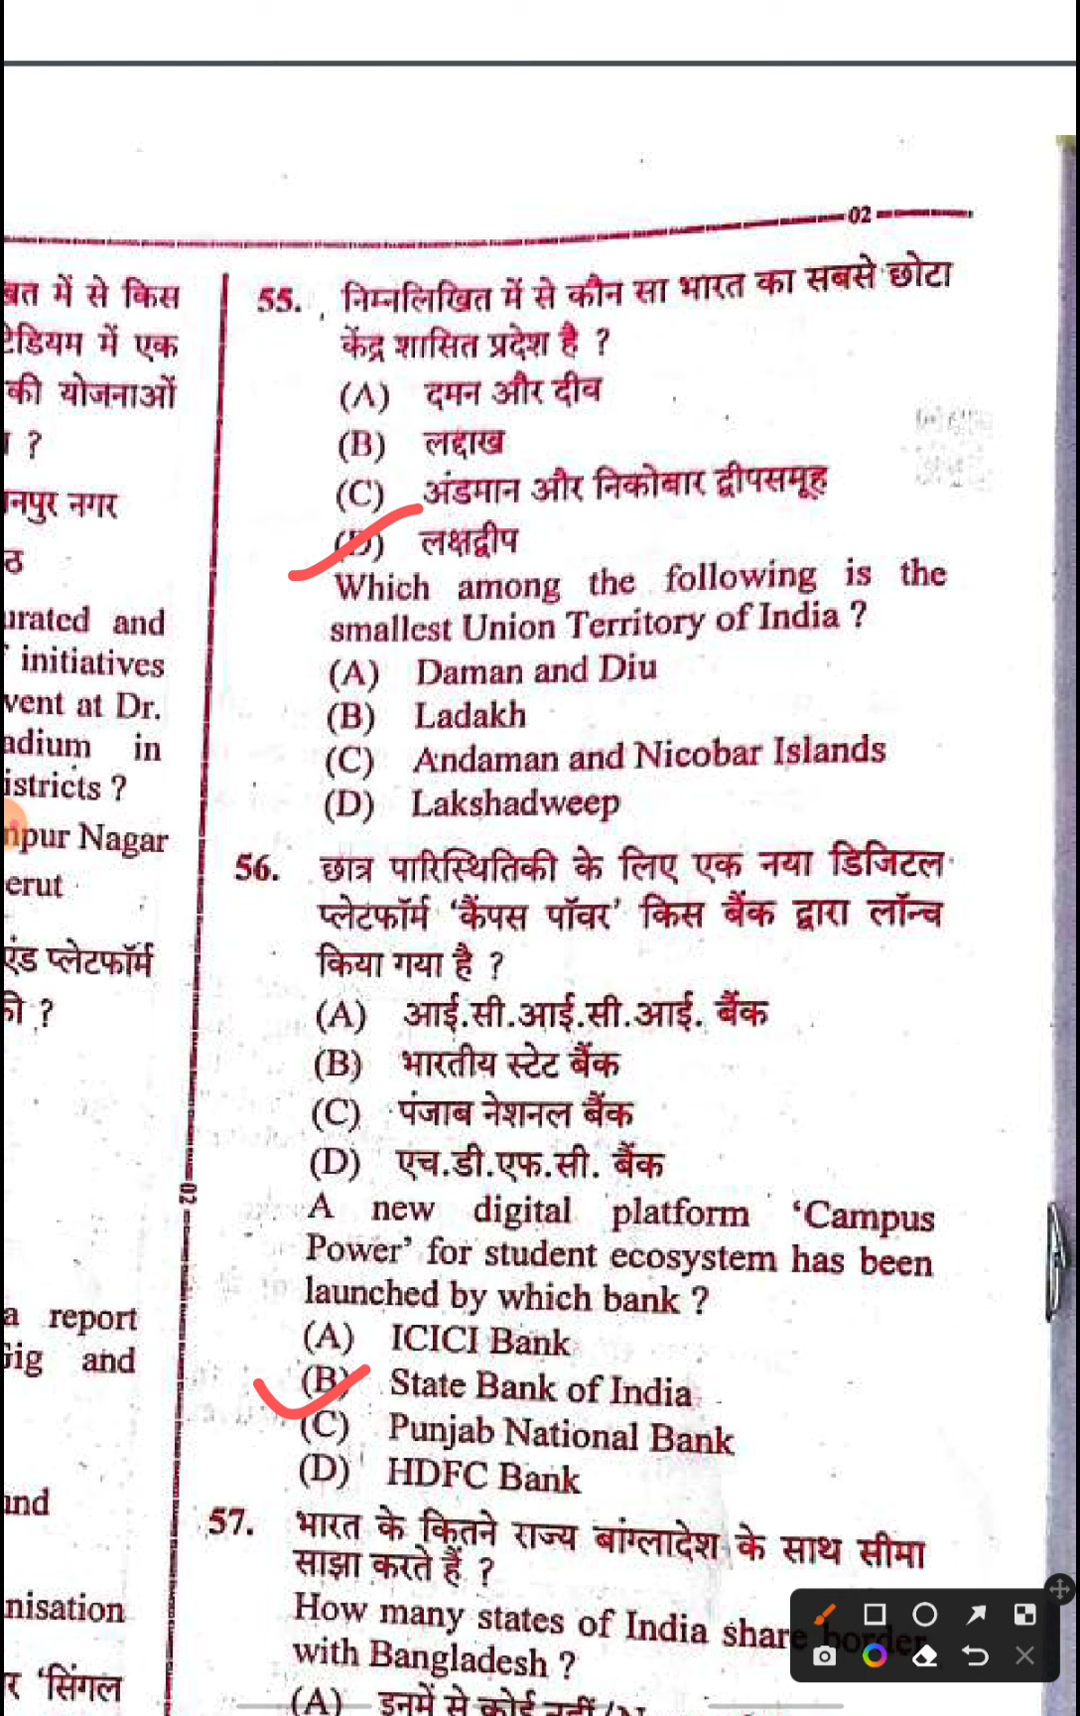 02
त में से किस
टेडियम में एक
की योजनाओं
?
नपुर नगर
ठ
urated and
initiatives
vent at Dr.
adium in
istricts ?
npur Nagar
erut
एंड प्लेटफॉर्म
की ?
a report
Gig and
and
nisation
र ‘सिंगल
02
55. निम्नलिखित में से कौन सा भारत का सबसे छोटा
केंद्र शासित प्रदेश है ?
(A) दमन और दीव
(B) लद्दाख
(C) अंडमान और निकोबार द्वीपसमूह
(D) लक्षद्वीप
Which among the following is the
smallest Union Territory of India ?
(A) Daman and Diu
(B) Ladakh
(C) Andaman and Nicobar Islands
(D) Lakshadweep
56. छात्र पारिस्थितिकी के लिए एक नया डिजिटल
प्लेटफॉर्म ‘कैंपस पॉवर’ किस बैंक द्वारा लॉन्च
किया गया है ?
(A) आई.सी.आई.सी.आई. बैंक
(B) भारतीय स्टेट बैंक
(C) पंजाब नेशनल बैंक
(D) एच.डी.एफ.सी. बैंक
A new digital platform ‘Campus
Power’ for student ecosystem has been
launched by which bank ?
(A) ICICI Bank
(B) State Bank of India
(C) Punjab National Bank
(D) HDFC Bank
57. भारत के कितने राज्य बांग्लादेश के साथ सीमा
साझा करते हैं ?
How many states of India share border
with Bangladesh ?
(A) इनमें से कोई नहीं